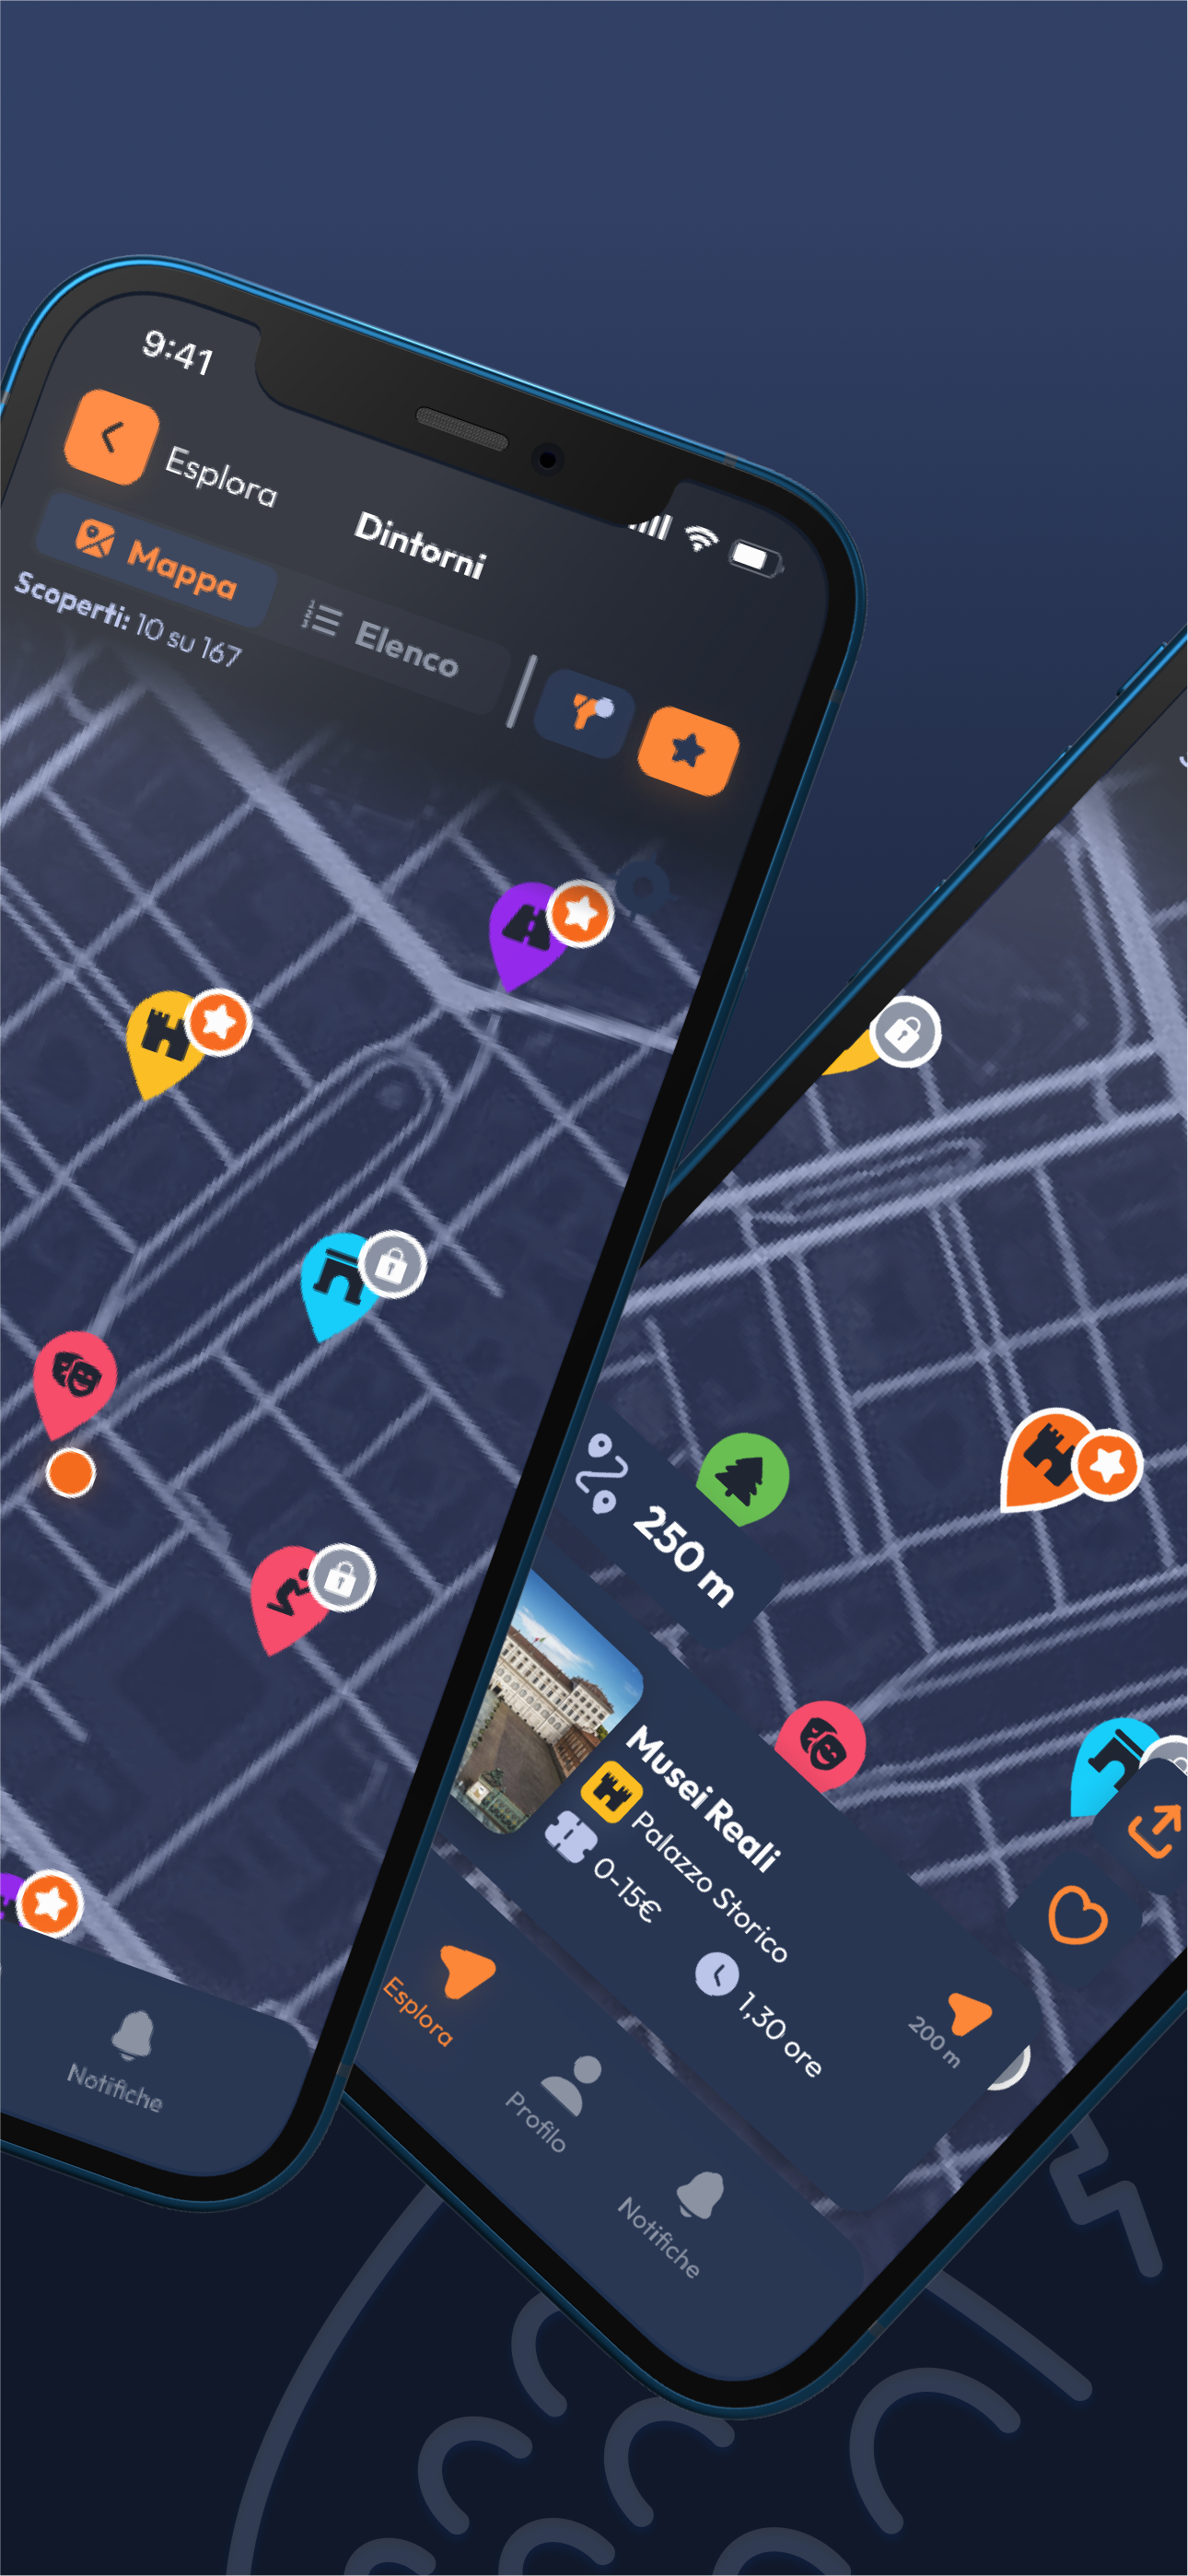 9:41
Esplora
Dintorni
Mappa
Elenco
Scoperti: 10 su 167
Notifiche
250 m
Musei Reali
Palazzo Storico
0-15€
1,30 ore
200 m
Esplora
Profilo
Notifiche